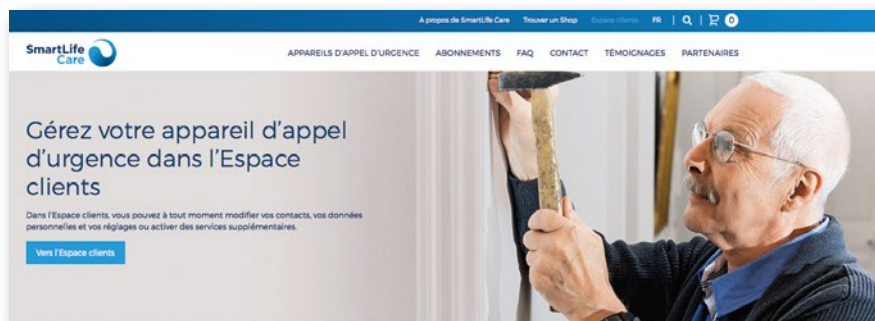 A propos de SmartLife Care Trouver un Shop Espace clients FR 0
SmartLife
Care
APPAREILS D'APPEL D'URGENCE ABONNEMENTS FAQ CONTACT TÉMOIGNAGES PARTENAIRES
Gérez votre appareil d'appel
d'urgence dans l'Espace
clients
Dans l'Espace clients, vous pouvez à tout moment modifier vos contacts, vos données
personnelles et vos réglages ou activer des services supplémentaires.
Vers l'Espace clients